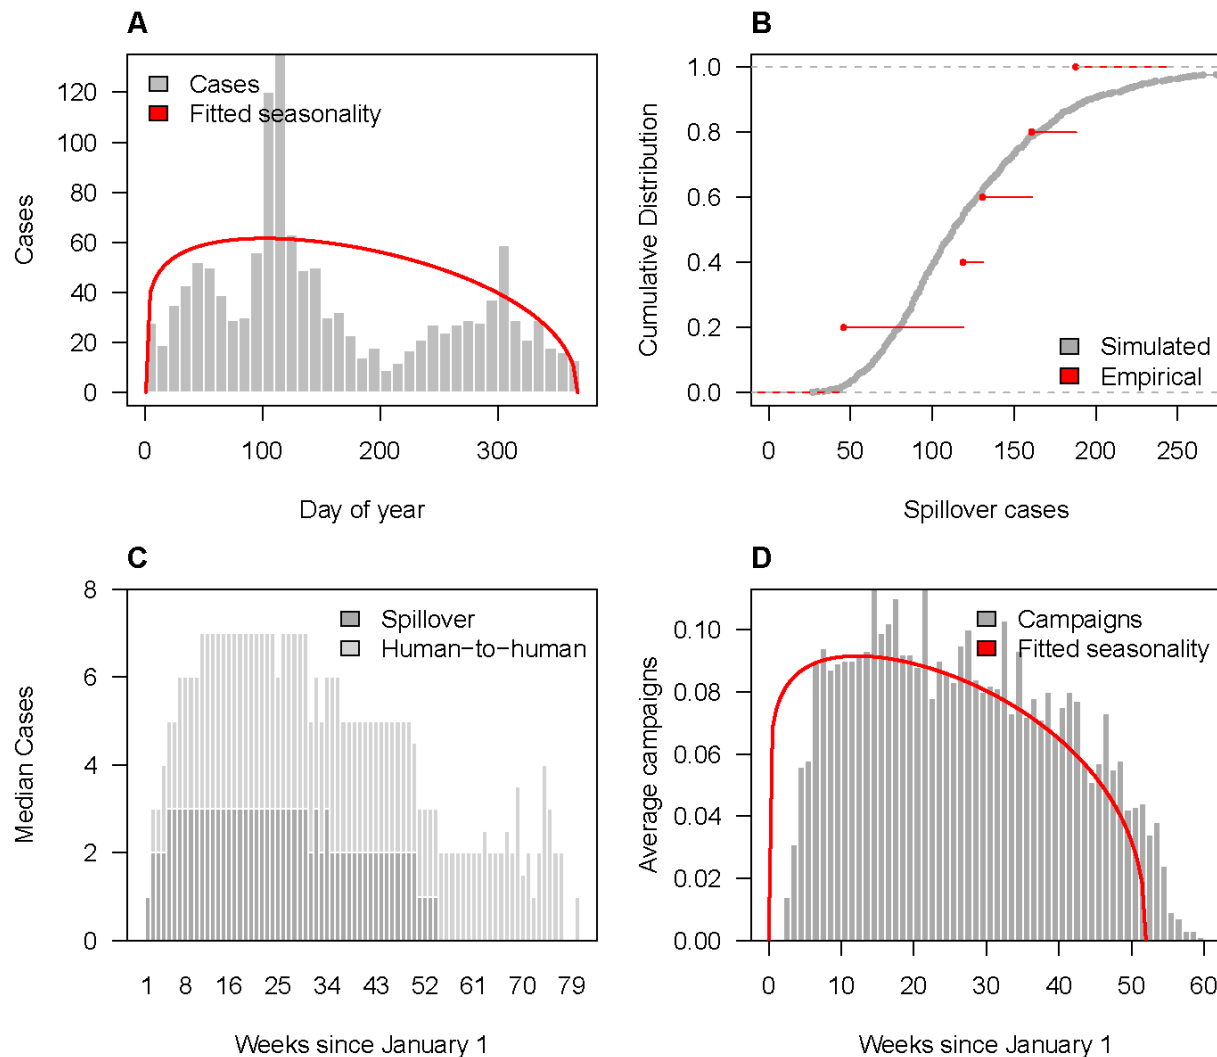 A
Cases
Fitted seasonality
120
100
80
60
40
20
0
Cases
0 100 200 300
Day of year
B
1.0
0.8
0.6
0.4
0.2
0.0
Cumulative Distribution
Simulated
Empirical
0 50 100 150 200 250
Spillover cases
C
8
6
4
2
0
Median Cases
Spillover
Human−to−human
1 8 16 25 34 43 52 61 70 79
Weeks since January 1
D
0.10
0.08
0.06
0.04
0.02
0.00
Average campaigns
Campaigns
Fitted seasonality
0 10 20 30 40 50 60
Weeks since January 1